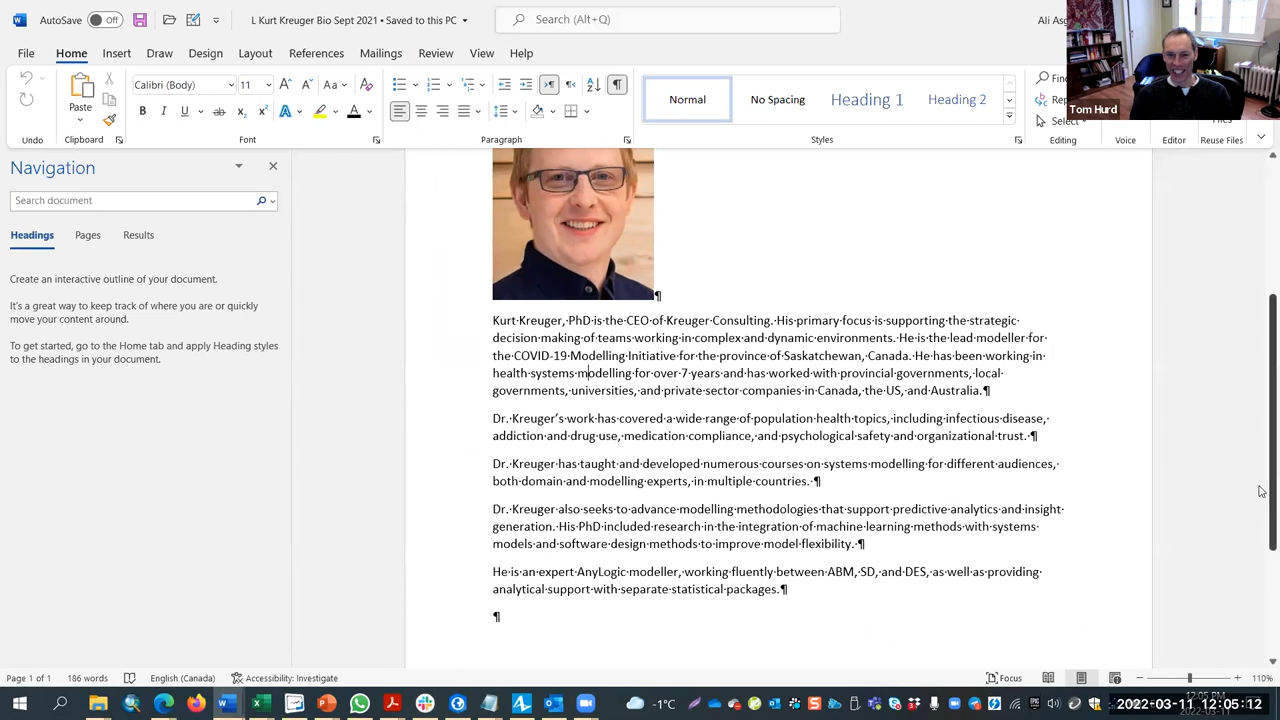 AutoSave Off L Kurt Kreuger Bio Sept 2021 • Saved to this PC Search (Alt+Q) Ali
File Home Insert Draw Design Layout References Mailings Review View Help
Calibri (Body) 11
Paste
Normal No Spacing Heading 1 Heading 2
Select
Undo Clipboard Font Paragraph Styles Editing Voice Editor Reuse Files
Tom Hurd
Navigation
Search document
Headings Pages Results
Create an interactive outline of your document.
It's a great way to keep track of where you are or quickly
move your content around.
To get started, go to the Home tab and apply Heading styles
to the headings in your document.
Kurt Kreuger, PhD is the CEO of Kreuger Consulting. His primary focus is supporting the strategic
decision-making of teams working in complex and dynamic environments. He is the lead modeller for
the COVID-19 Modelling Initiative for the province of Saskatchewan, Canada. He has been working in
health systems modelling for over 7 years and has worked with provincial governments, local
governments, universities, and private sector companies in Canada, the US, and Australia.¶
Dr. Kreuger's work has covered a wide range of population health topics, including infectious disease,
addiction and drug use, medication compliance, and psychological safety and organizational trust. ¶
Dr. Kreuger has taught and developed numerous courses on systems modelling for different audiences,
both domain and modelling experts, in multiple countries. ¶
Dr. Kreuger also seeks to advance modelling methodologies that support predictive analytics and insight
generation. His PhD included research in the integration of machine learning methods with systems
models and software design methods to improve model flexibility. ¶
He is an expert AnyLogic modeller, working fluently between ABM, SD, and DES, as well as providing
analytical support with separate statistical packages.¶
¶
Page 1 of 1 186 words English (Canada) Accessibility: Investigate Focus 110%
-1°C ENG 12:05 PM
2022-03-11 12:05:12
2022-03-11